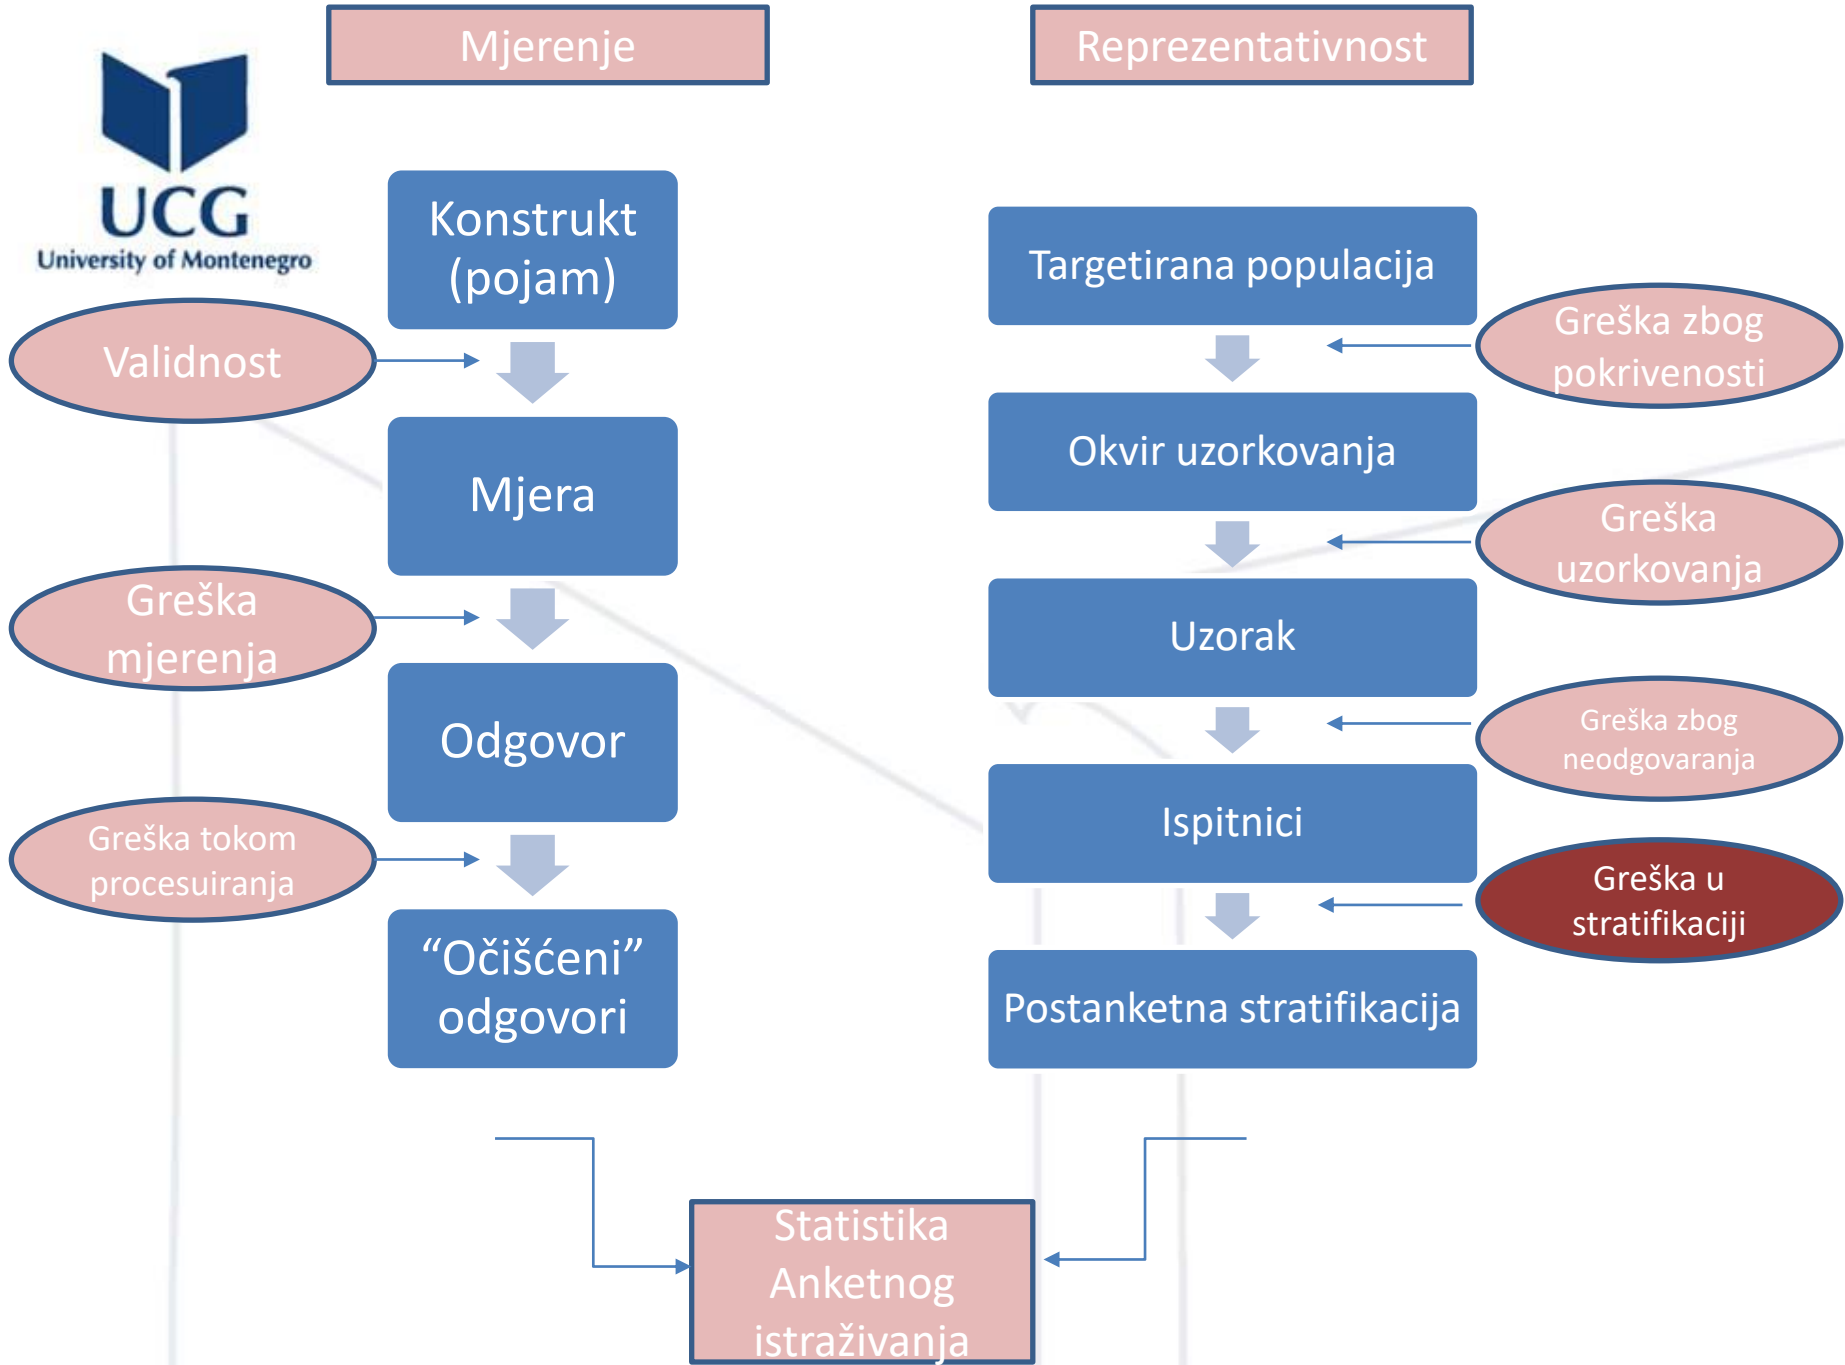 Mjerenje
Reprezentativnost
UCG
University of Montenegro
Konstrukt
(pojam)
Validnost
Mjera
Greška
mjerenja
Odgovor
Greška tokom
procesuiranja
“Očišćeni”
odgovori
Targetirana populacija
Greška zbog
pokrivenosti
Okvir uzorkovanja
Greška
uzorkovanja
Uzorak
Greška zbog
neodgovaranja
Ispitnici
Greška u
stratifikaciji
Postanketna stratifikacija
Statistika
Anketnog
istraživanja